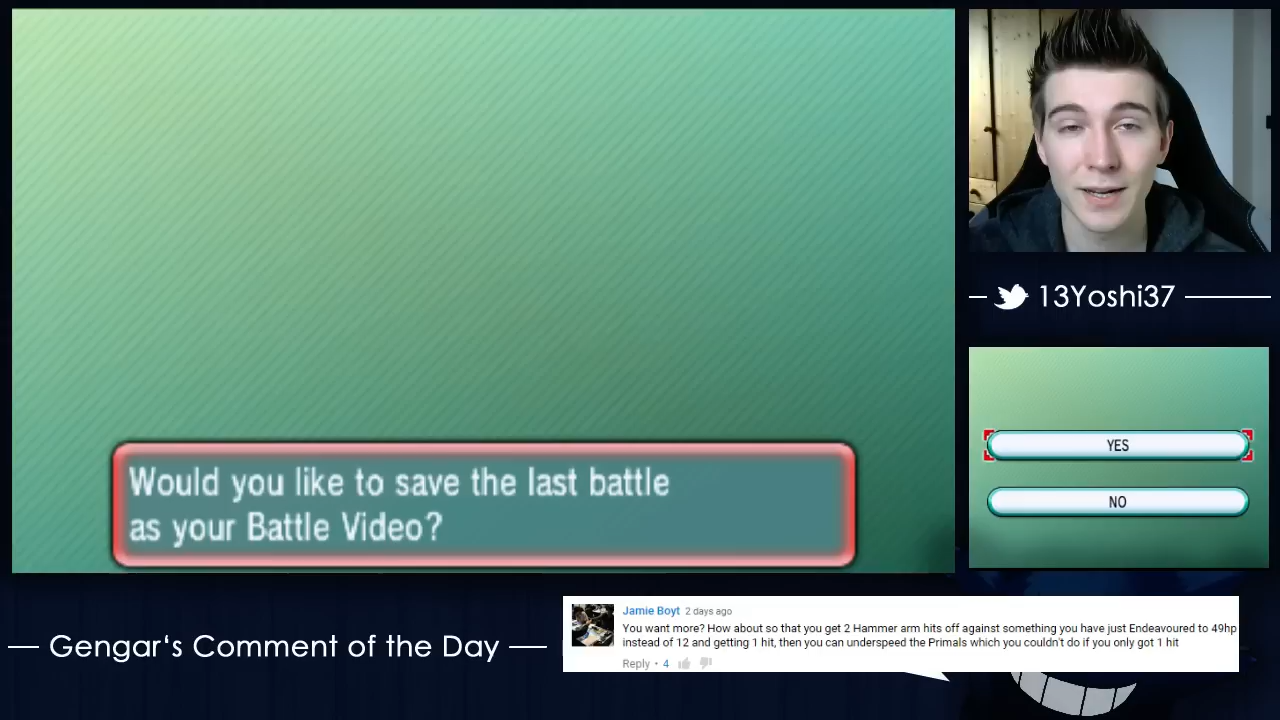 13Yoshi37
Would you like to save the last battle
as your Battle Video?
YES
NO
Gengar‘s Comment of the Day
Jamie Boyt 2 days ago
You want more? How about so that you get 2 Hammer arm hits off against something you have just Endeavoured to 49hp
instead of 12 and getting 1 hit, then you can underspeed the Primals which you couldn't do if you only got 1 hit
Reply • 4